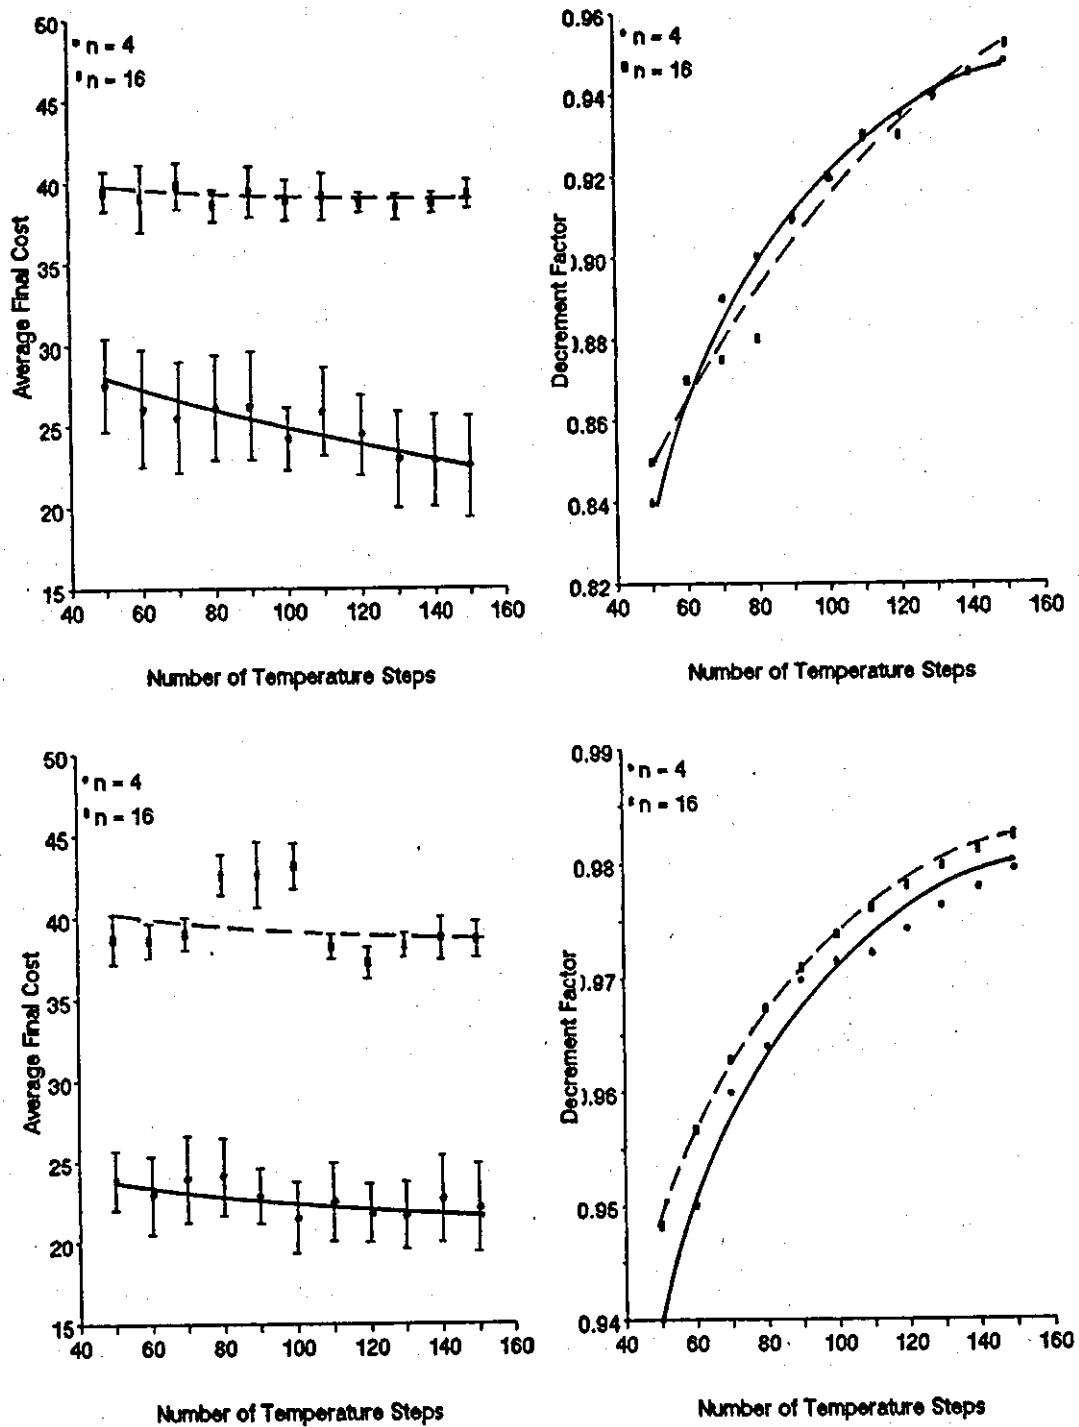 50
n = 4
n = 16
45
40
35
30
25
20
15
40 60 80 100 120 140 160
Average Final Cost
Number of Temperature Steps
0.96
n = 4
n = 16
0.94
0.92
).90
).88
0.86
0.84
0.82
40 60 80 100 120 140 160
Decrement Factor
Number of Temperature Steps
50
n = 4
n = 16
45
40
35
30
25
20
15
40 60 80 100 120 140 160
Average Final Cost
Number of Temperature Steps
0.99
n = 4
n = 16
0.98
).97
).96
0.95
0.94
40 60 80 100 120 140 160
Decrement Factor
Number of Temperature Steps